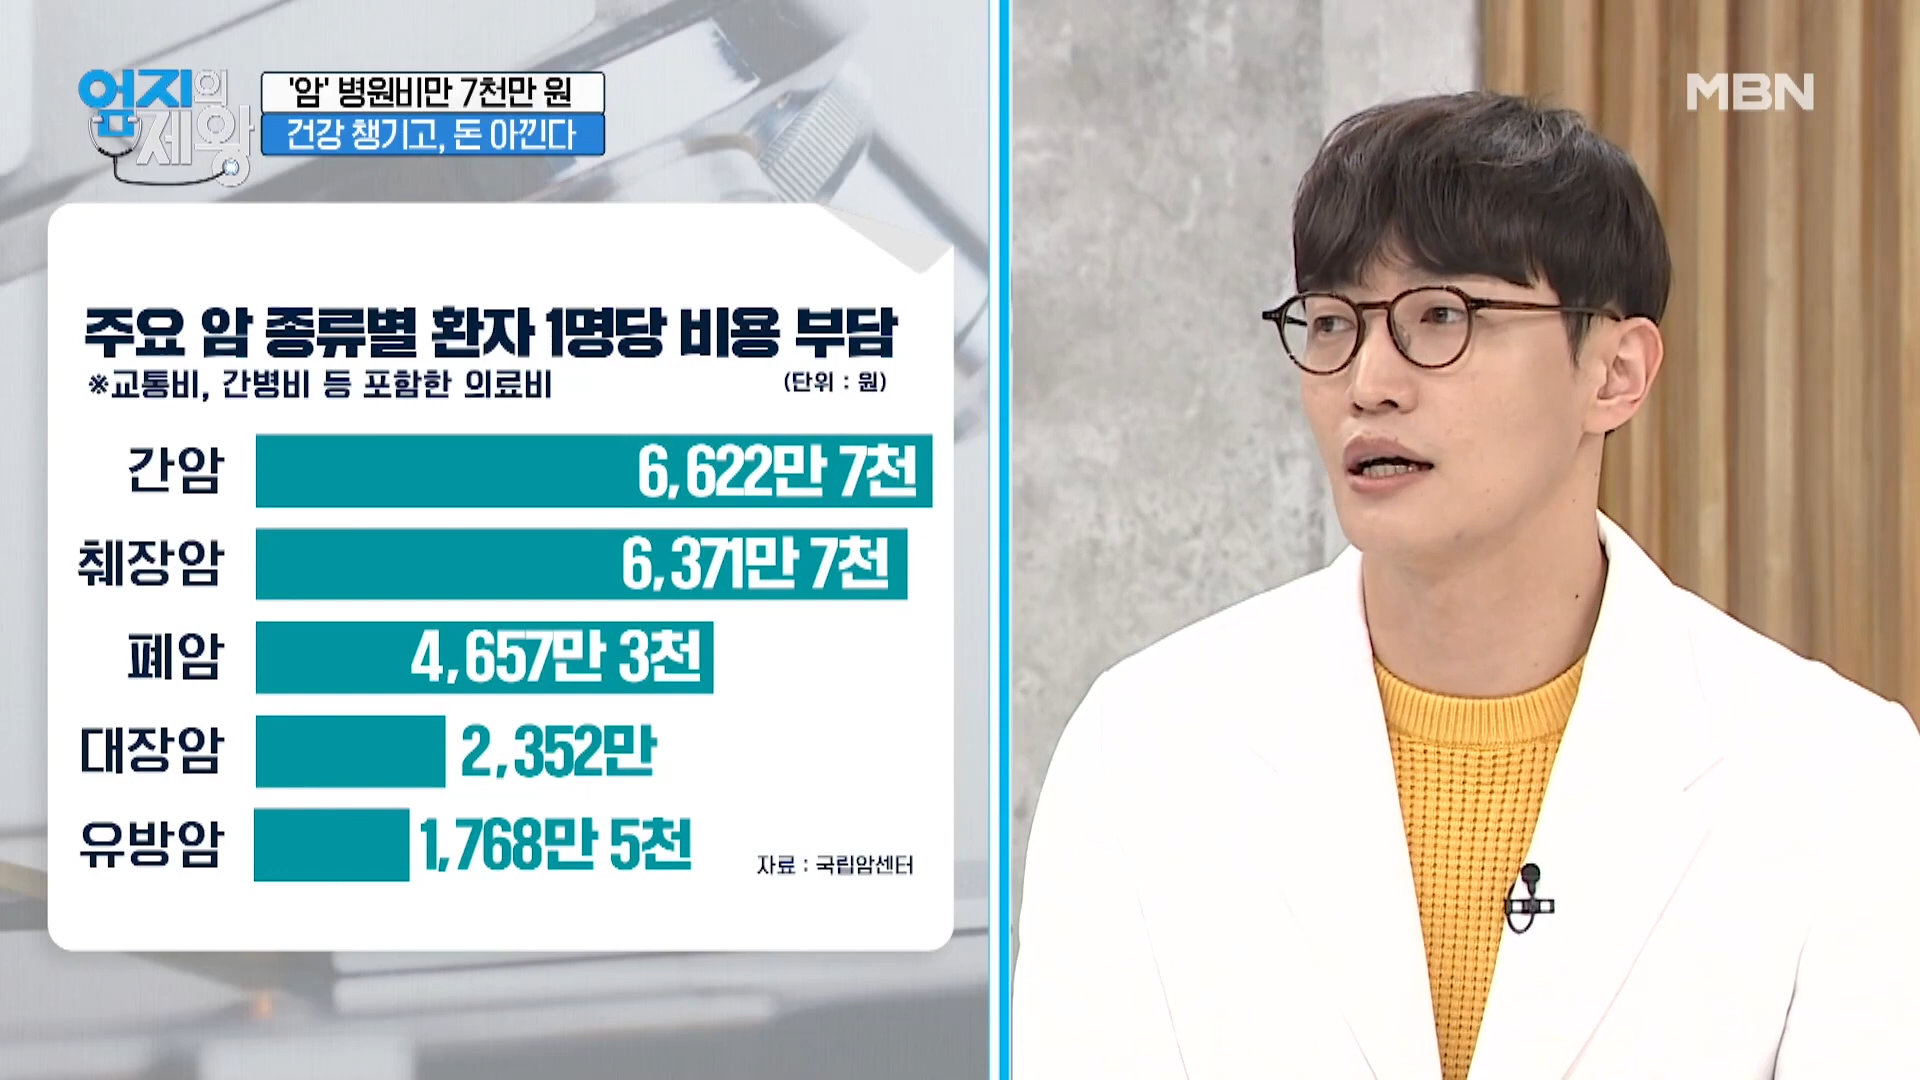 엄지의
제왕
'암' 병원비만 7천만 원
건강 챙기고, 돈 아낀다
MBN
주요 암 종류별 환자 1명당 비용 부담
※교통비, 간병비 등 포함한 의료비 (단위 : 원)
간암 6,622만 7천
췌장암 6,371만 7천
폐암 4,657만 3천
대장암 2,352만
유방암 1,768만 5천
자료 : 국립암센터